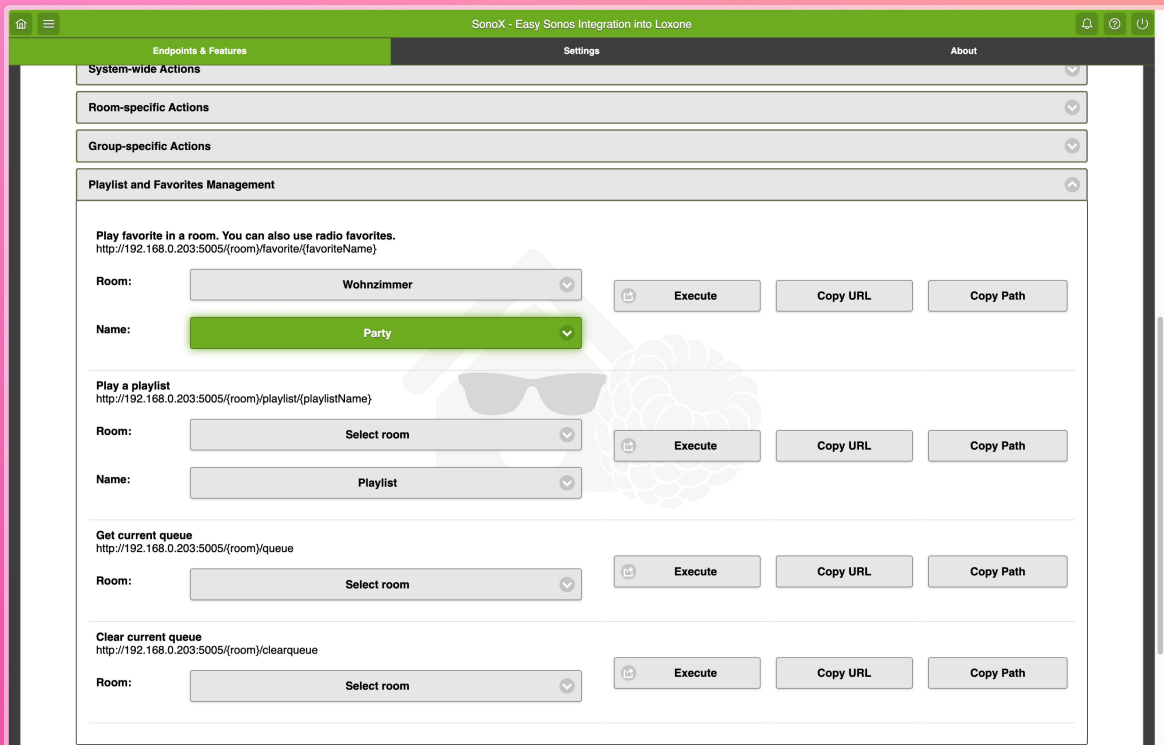 SonoX - Easy Sonos Integration into Loxone
Endpoints & Features
Settings
About
System-wide Actions
Room-specific Actions
Group-specific Actions
Playlist and Favorites Management
Play favorite in a room. You can also use radio favorites.
http://192.168.0.203:5005/{room}/favorite/{favoriteName}
Room:
Wohnzimmer
Execute
Copy URL
Copy Path
Name:
Party
Play a playlist
http://192.168.0.203:5005/{room}/playlist/{playlistName}
Room:
Select room
Execute
Copy URL
Copy Path
Name:
Playlist
Get current queue
http://192.168.0.203:5005/{room}/queue
Room:
Select room
Execute
Copy URL
Copy Path
Clear current queue
http://192.168.0.203:5005/{room}/clearqueue
Room:
Select room
Execute
Copy URL
Copy Path